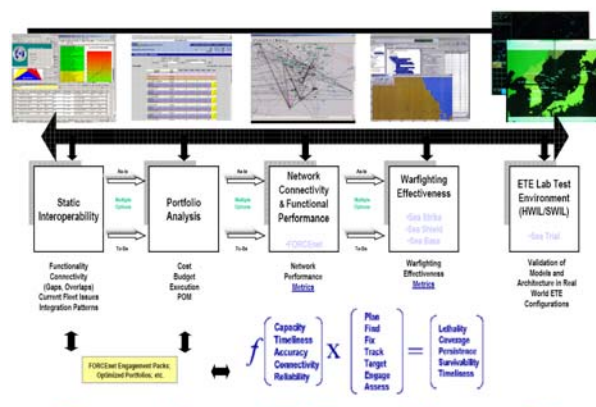 Static
Interoperability
As-is
Multiple
Options
To-Be
Portfolio
Analysis
As-is
Multiple
Options
To-Be
Network
Connectivity
& Functional
Performance
•FORCEnet
As-is
Multiple
Options
To-Be
Warfighting
Effectiveness
•Sea Strike
•Sea Shield
•Sea Base
ETE Lab Test
Environment
(HWIL/SWIL)
•Sea Trial
Functionality
Connectivity
(Gaps, Overlaps)
Current Fleet Issues
Integration Patterns
Cost
Budget
Execution
POM
Network
Performance
Metrics
Warfighting
Effectiveness
Metrics
Validation of
Models and
Architecture in Real
World ETE
Configurations
FORCEnet Engagement Packs,
Optimized Portfolios, etc.
f
Capacity
Timeliness
Accuracy
Connectivity
Reliability
X
Plan
Find
Fix
Track
Target
Engage
Assess
=
Lethality
Coverage
Persistence
Survivability
Timeliness